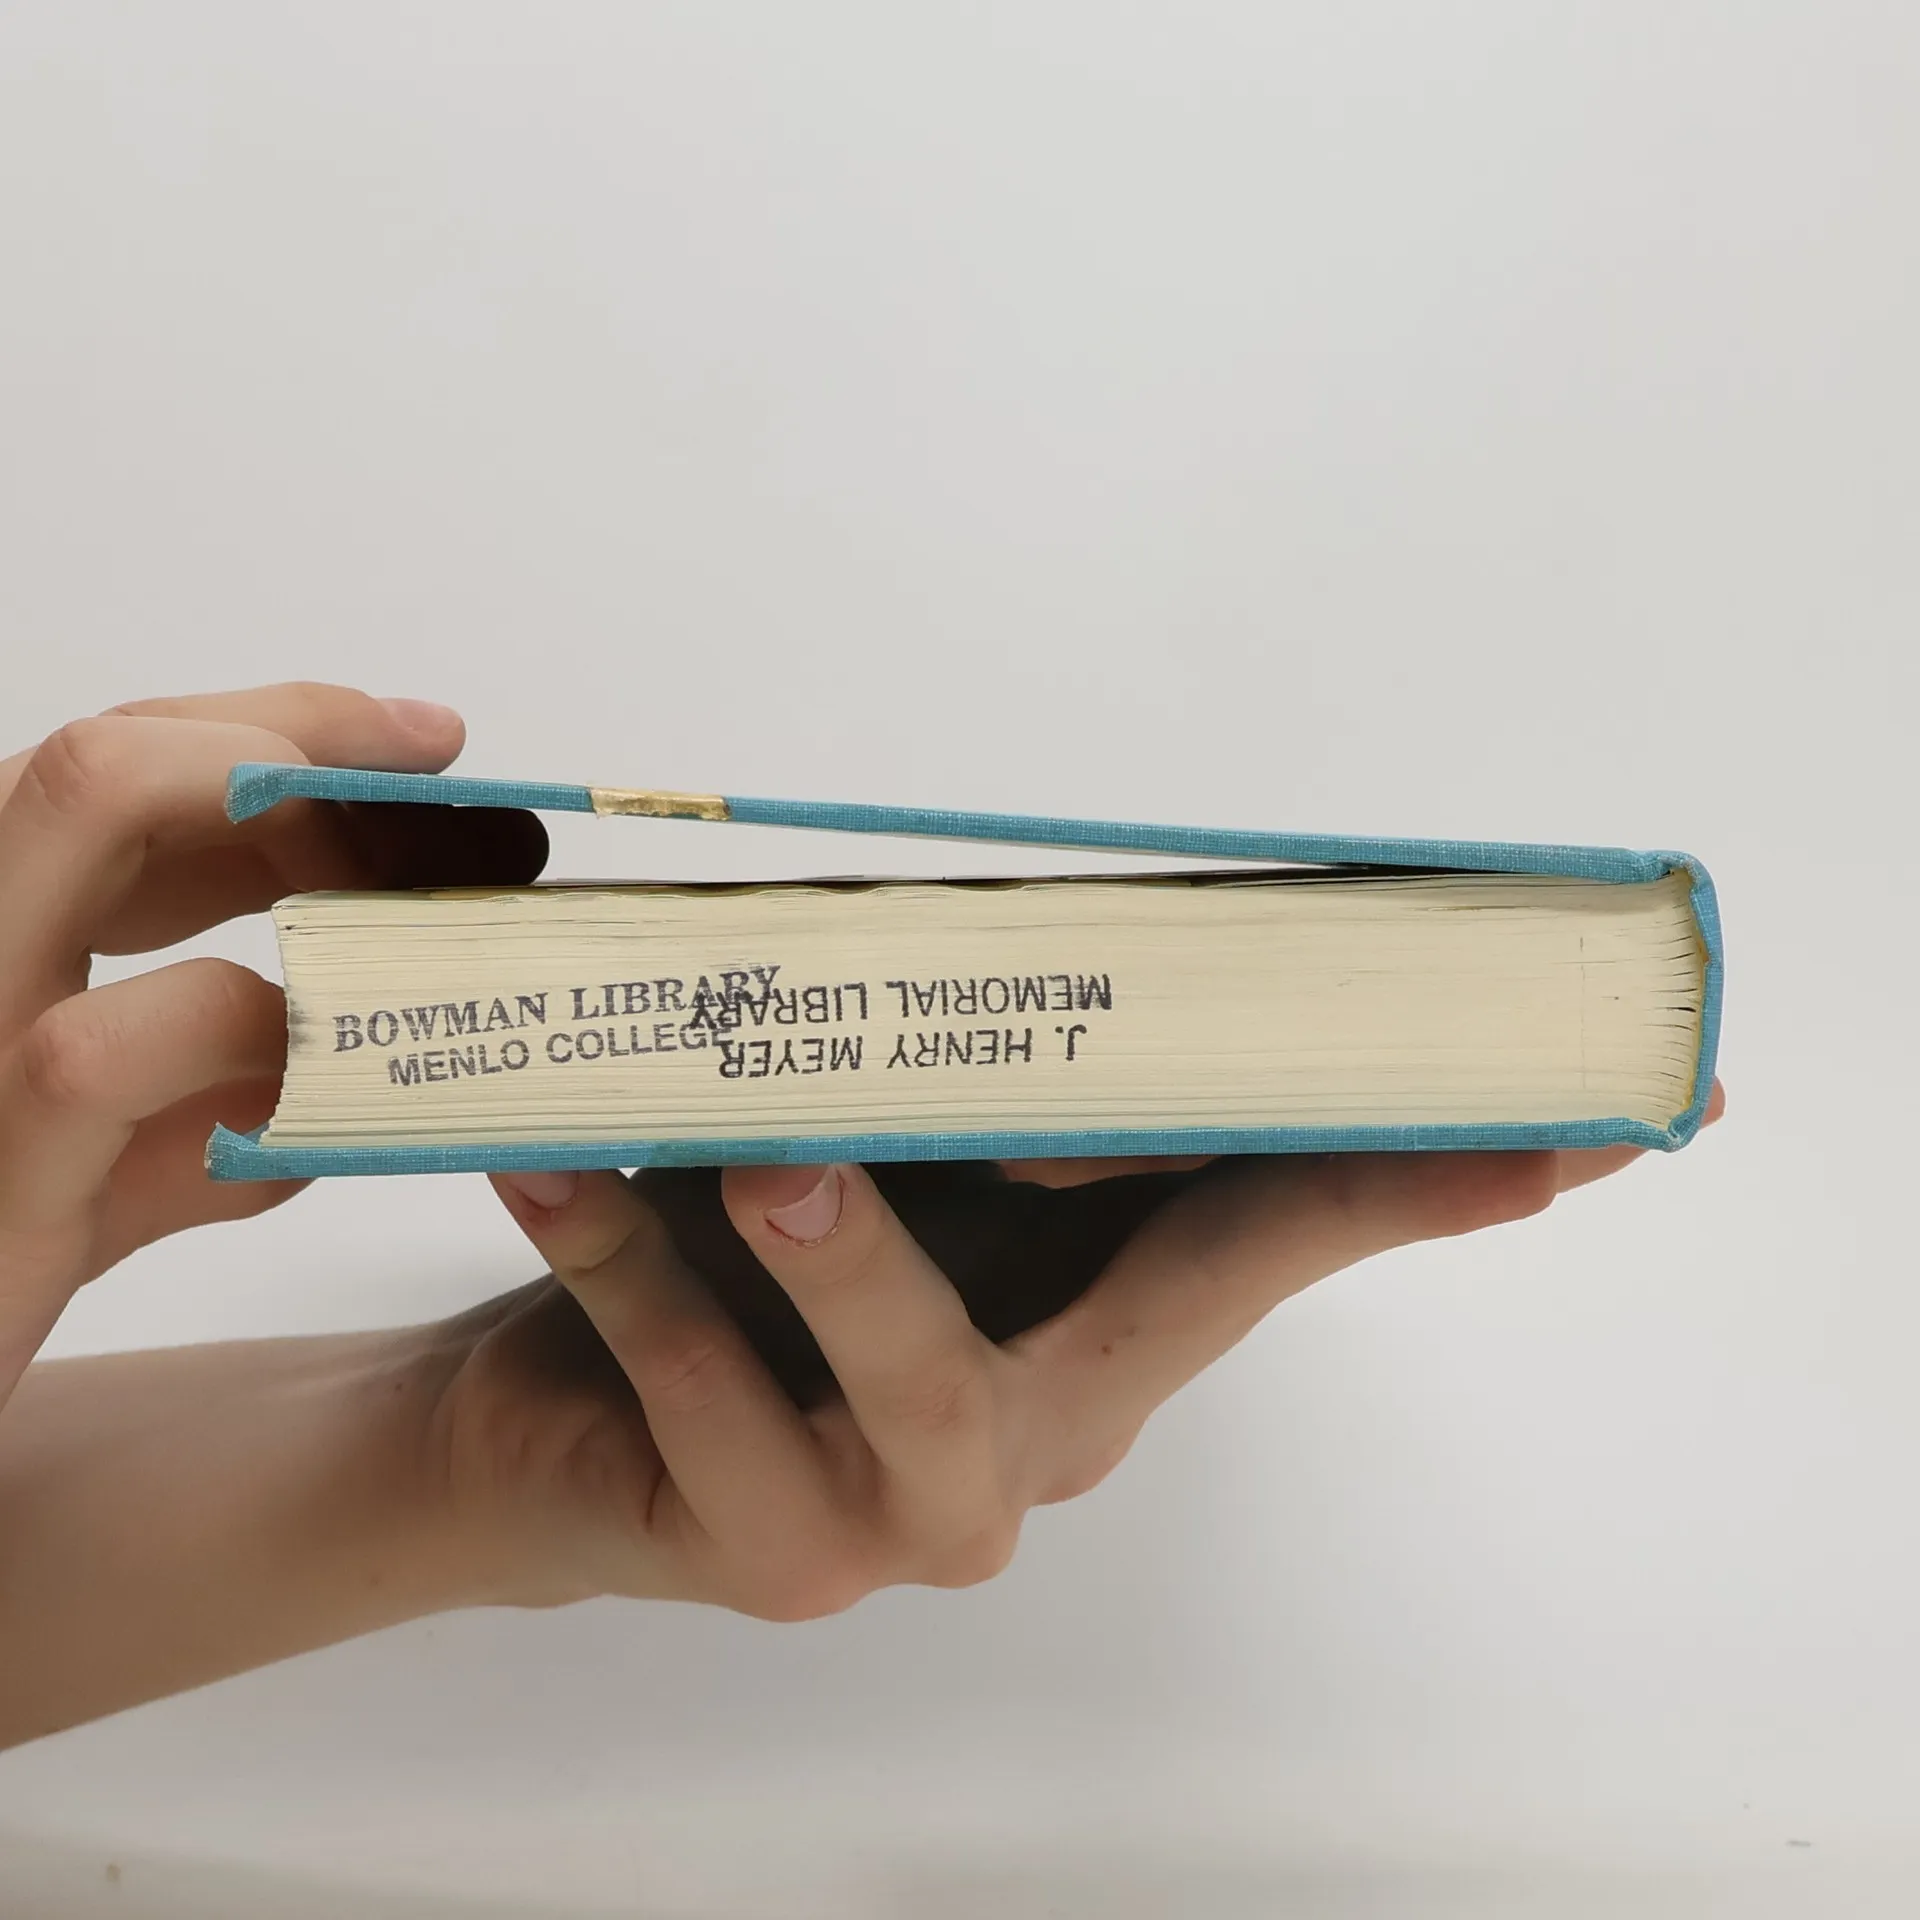 BOWMAN LIBRARY
MENLO COLLEGE
J. HENRY MEYER
MEMORIAL LIBRARY